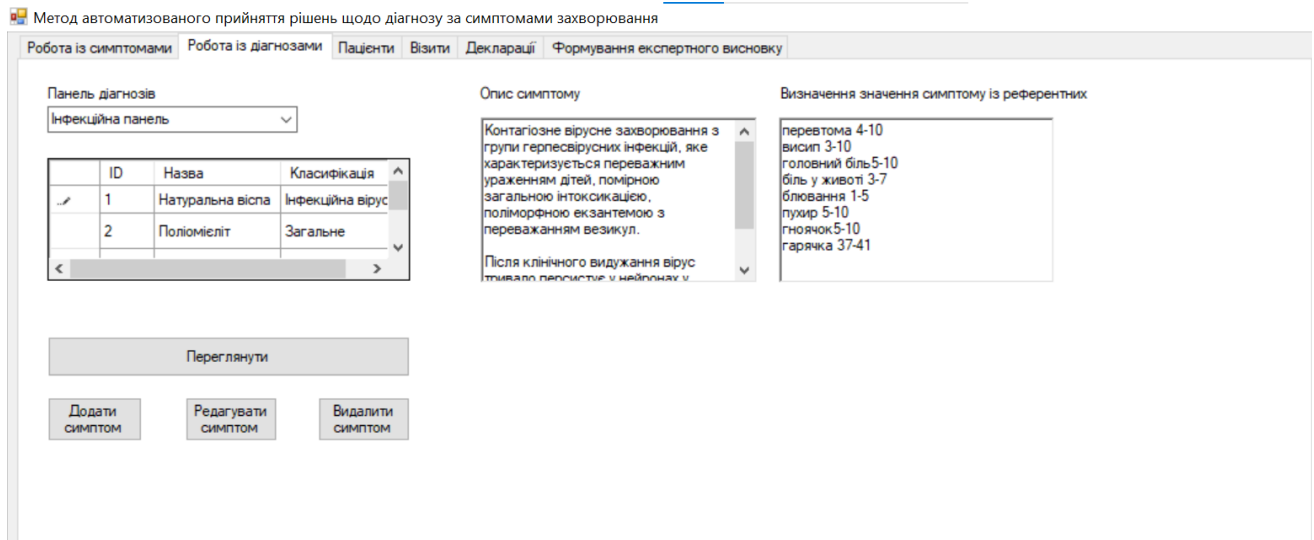 Метод автоматизованого прийняття рішень щодо діагнозу за симптомами захворювання
Робота із симптомами Робота із діагнозами Пацієнти Візити Декларації Формування експертного висновку
Панель діагнозів
Інфекційна панель
ID Назва Класифікація
1 Натуральна віспа Інфекційна вірус
2 Поліомієліт Загальне
Переглянути
Додати симптом
Редагувати симптом
Видалити симптом
Опис симптому
Контагіозне вірусне захворювання з
групи герпесвірусних інфекцій, яке
характеризується переважним
ураженням дітей, помірною
загальною інтоксикацією,
поліморфною екзантемою з
переважанням везикул.
Після клінічного видужання вірус
тривало персистує у нейронах у
Визначення значення симптому із референтних
перевтома 4-10
висип 3-10
головний біль5-10
біль у животі 3-7
блювання 1-5
пухир 5-10
гноячок5-10
гарячка 37-41